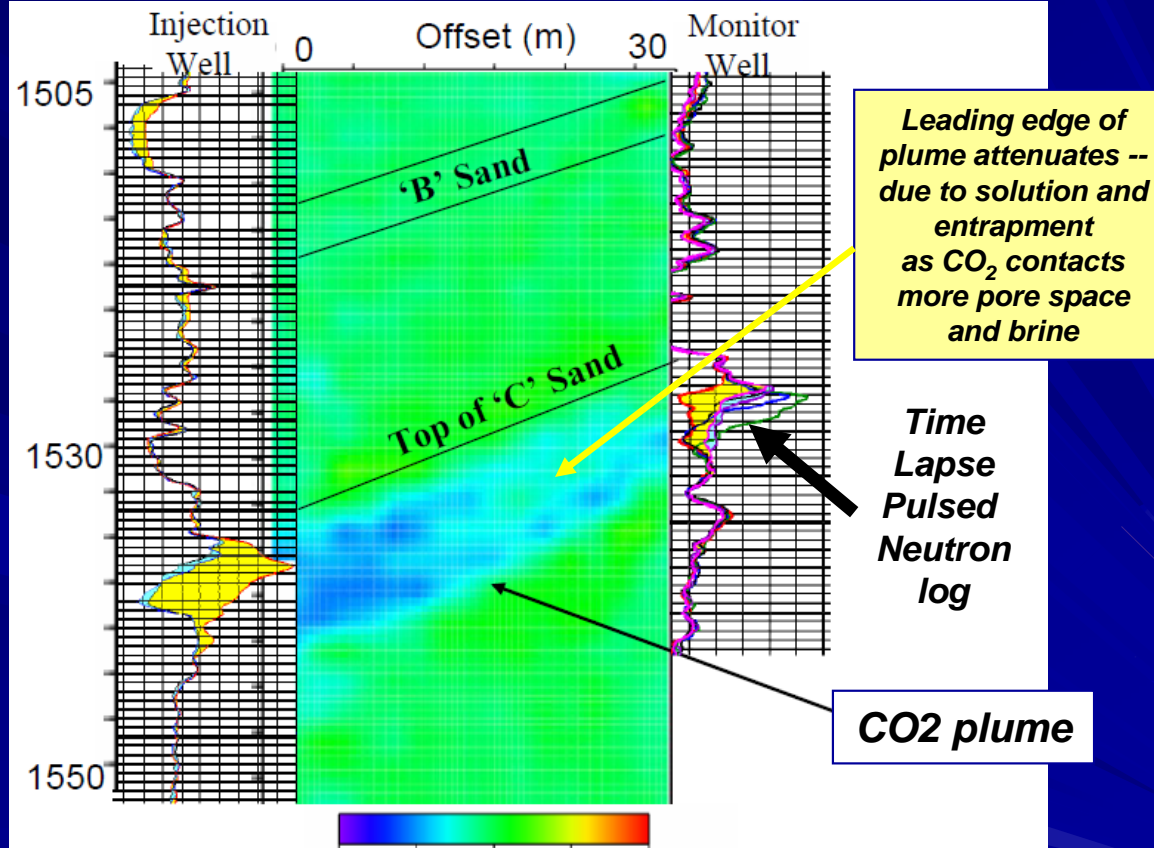 Injection
Well
0
Offset (m)
30
Monitor
Well
1505
1530
1550
'B' Sand
Top of 'C' Sand
Leading edge of
plume attenuates --
due to solution and
entrapment
as CO₂ contacts
more pore space
and brine
Time
Lapse
Pulsed
Neutron
log
CO2 plume